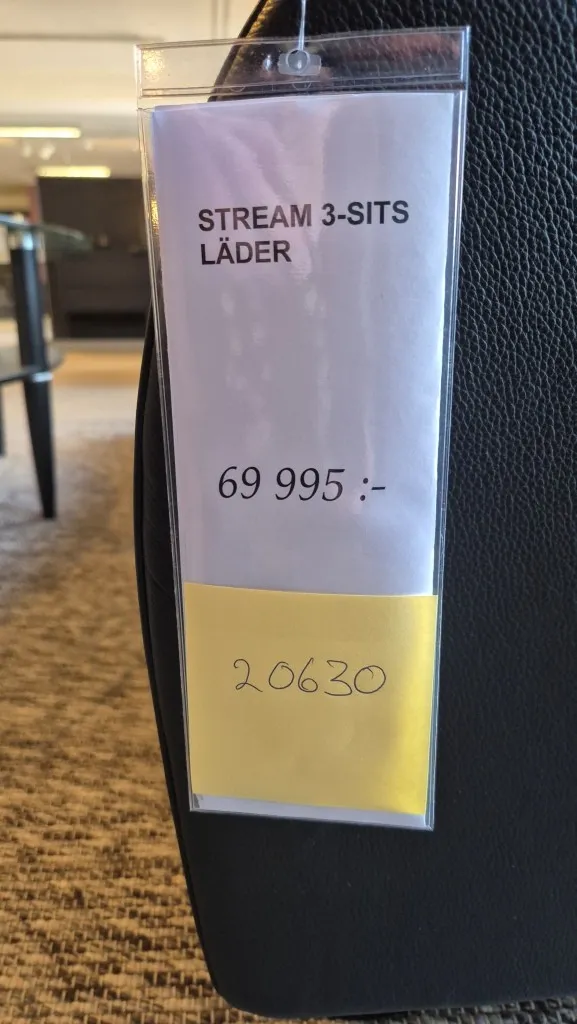 STREAM 3-SITS
LÄDER
69 995 :-
20630